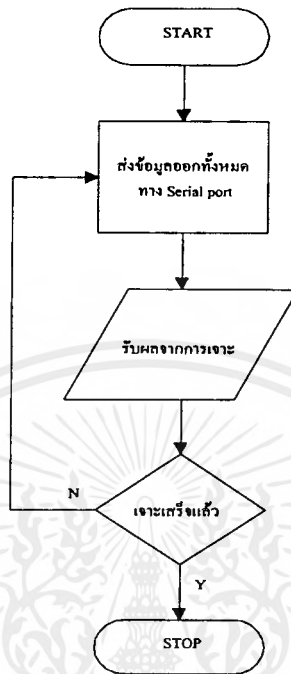 START
ส่งข้อมูลออกทั้งหมด
ทาง Serial port
รับผลจากการเจาะ
N
เจาะเสร็จแล้ว
Y
STOP